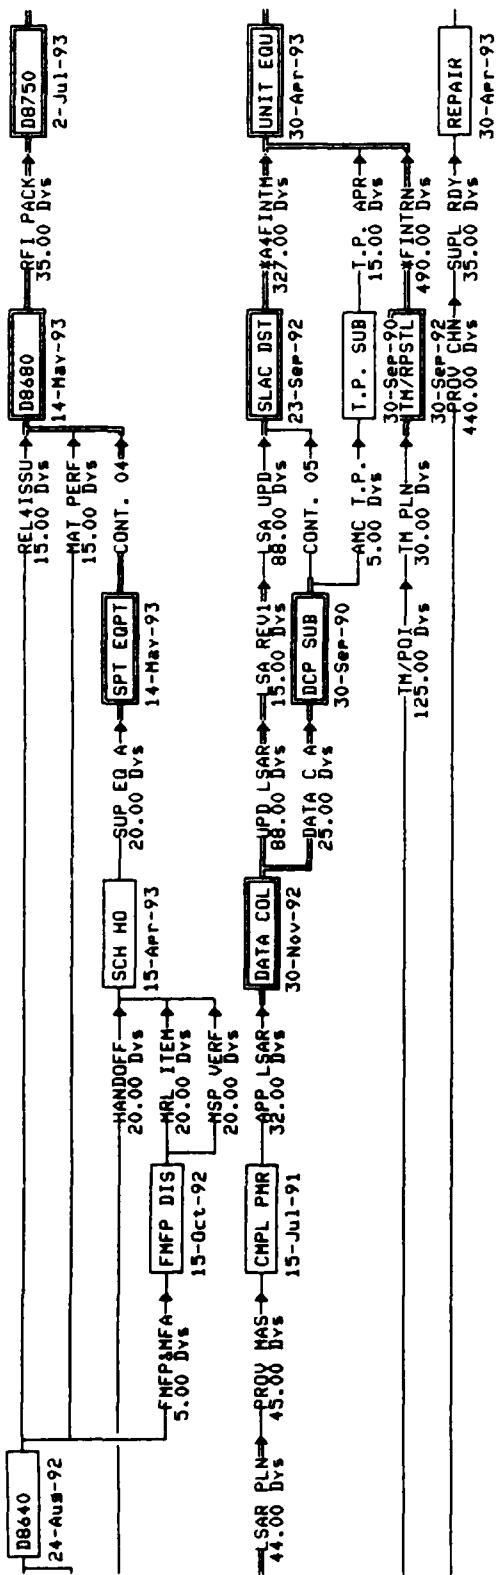 D8640
24-Aug-92
REL4ISSU
15.00 Dys
D8680
14-May-93
RFI PACK
35.00 Dys
D8750
2-Jul-93
MAT PERF
15.00 Dys
HANDOFF
20.00 Dys
SCH HO
15-Apr-93
SUP EQ A
20.00 Dys
SPT EQPT
14-May-93
CONT. 04
FMFP&MFA
5.00 Dys
FMFP DIS
15-Oct-92
MRL ITEM
20.00 Dys
MSP VERF
20.00 Dys
LSAR PLN
44.00 Dys
PROV MAS
45.00 Dys
CMPL PMR
15-Jul-91
APP LSAR
32.00 Dys
DATA COL
30-Nov-92
UPD LSAR
88.00 Dys
LSA REV1
15.00 Dys
LSA UPD
88.00 Dys
SLAC DST
23-Sep-92
*A4FINTM
327.00 Dys
UNIT EQU
30-Apr-93
DATA C A
25.00 Dys
DCP SUB
30-Sep-90
CONT. 05
AMC T.P.
5.00 Dys
T.P. SUB
30-Sep-90
T.P. APR
15.00 Dys
TM/PQI
125.00 Dys
TM PLN
30.00 Dys
TM/RPSTL
30-Sep-92
*FINTRN
490.00 Dys
PROV CHN
440.00 Dys
SUPL RDY
35.00 Dys
REPAIR
30-Apr-93